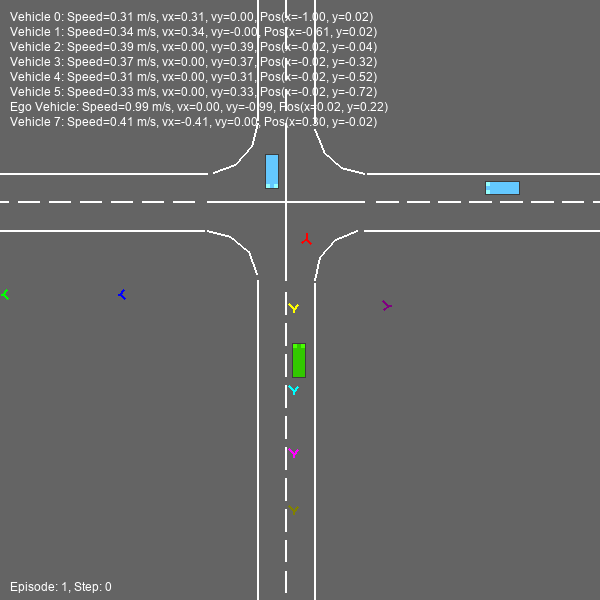 Vehicle 0: Speed=0.31 m/s, vx=0.31, vy=0.00, Pos(x=-1.00, y=0.02)
Vehicle 1: Speed=0.34 m/s, vx=0.34, vy=-0.00, Pos(x=-0.61, y=0.02)
Vehicle 2: Speed=0.39 m/s, vx=0.00, vy=0.39, Pos(x=-0.02, y=-0.04)
Vehicle 3: Speed=0.37 m/s, vx=0.00, vy=0.37, Pos(x=-0.02, y=-0.32)
Vehicle 4: Speed=0.31 m/s, vx=0.00, vy=0.31, Pos(x=-0.02, y=-0.52)
Vehicle 5: Speed=0.33 m/s, vx=0.00, vy=0.33, Pos(x=-0.02, y=-0.72)
Ego Vehicle: Speed=0.99 m/s, vx=0.00, vy=-0.99, Pos(x=0.02, y=0.22)
Vehicle 7: Speed=0.41 m/s, vx=-0.41, vy=0.00, Pos(x=0.30, y=-0.02)
Episode: 1, Step: 0